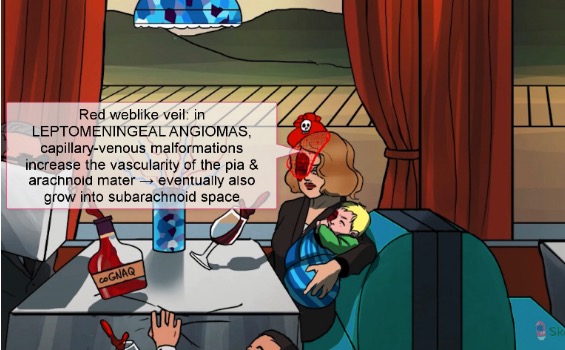 Red weblike veil: in
LEPTOMENINGEAL ANGIOMAS,
capillary-venous malformations
increase the vascularity of the pia &
arachnoid mater → eventually also
grow into subarachnoid space
coGNAQ